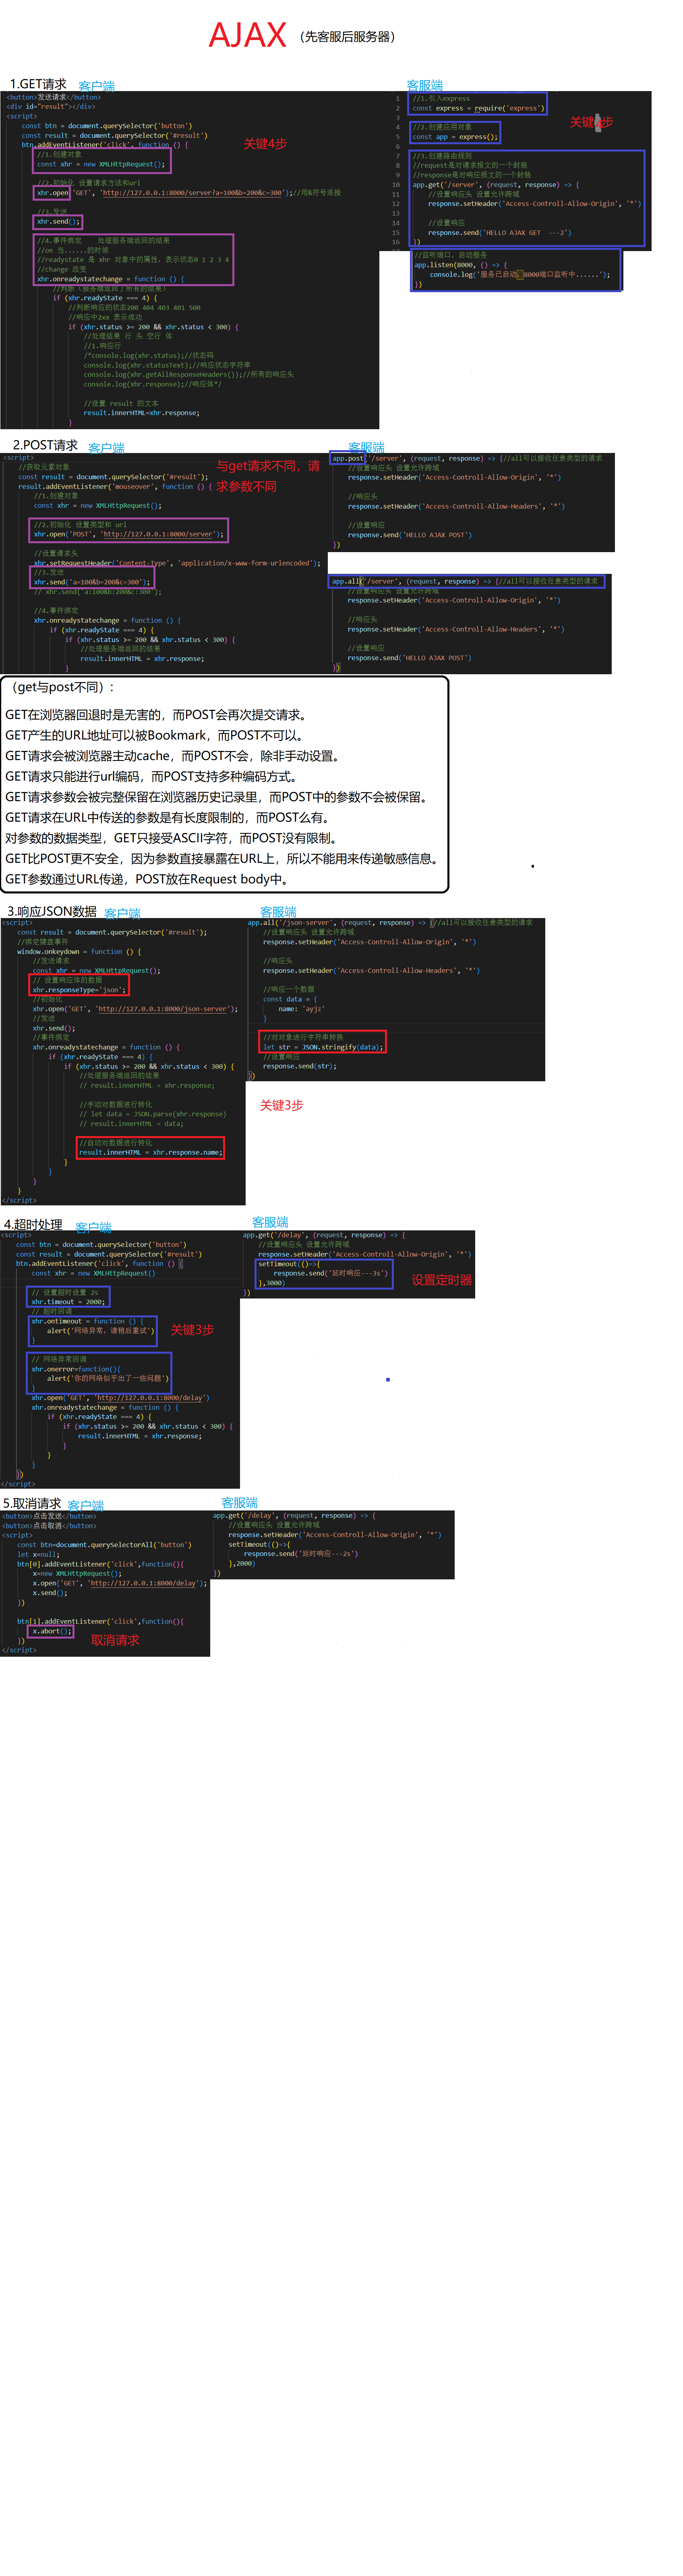 AJAX （先客服后服务器）
1.GET请求 客户端
<button>发送请求</button>
<div id="result"></div>
<script>
const btn = document.querySelector('button')
const result = document.querySelector('#result')
btn.addEventListener('click', function () {
关键4步
//1.创建对象
const xhr = new XMLHttpRequest();
//2.初始化 设置请求方法和url
xhr.open('GET', 'http://127.0.0.1:8000/server?a=100&b=200&c=300');//用&符号连接
//3.发送
xhr.send();
//4.事件绑定 处理服务端返回的结果
//on 当......的时候
//readystate 是 xhr 对象中的属性, 表示状态0 1 2 3 4
//change 改变
xhr.onreadystatechange = function () {
//判断 (服务端返回了所有的结果)
if (xhr.readyState === 4) {
//判断响应的状态200 404 403 401 500
//响应中2xx 表示成功
if (xhr.status >= 200 && xhr.status < 300) {
//处理结果 行 头 空行 体
//1.响应行
/*console.log(xhr.status);//状态码
console.log(xhr.statusText);//响应状态字符串
console.log(xhr.getAllResponseHeaders());//所有的响应头
console.log(xhr.response);//响应体*/
//设置 result 的文本
result.innerHTML=xhr.response;
}
客服端
1 //1.引入express
2 const express = require('express')
3
关键 步
4 //2.创建应用对象
5 const app = express();
6
7 //3.创建路由规则
8 //request是对请求报文的一个封装
9 //response是对响应报文的一个封装
10 app.get('/server', (request, response) => {
11 //设置响应头 设置允许跨域
12 response.setHeader('Access-Controll-Allow-Origin', '*')
13
14 //设置响应
15 response.send('HELLO AJAX GET ---2')
16 })
//监听端口, 启动服务
app.listen(8000, () => {
console.log('服务已启动, 8000端口监听中......');
})
2.POST请求 客户端
<script>
//获取元素对象
const result = document.querySelector('#result');
result.addEventListener('mouseover', function () {
与get请求不同，请
求参数不同
//1.创建对象
const xhr = new XMLHttpRequest();
//2.初始化 设置类型和 url
xhr.open('POST', 'http://127.0.0.1:8000/server');
//设置请求头
xhr.setRequestHeader('Content-Type', 'application/x-www-form-urlencoded');
//3.发送
xhr.send('a=100&b=200&c=300');
// xhr.send('a:100&b:200&c:300');
//4.事件绑定
xhr.onreadystatechange = function () {
if (xhr.readyState === 4) {
if (xhr.status >= 200 && xhr.status < 300) {
//处理服务端返回的结果
result.innerHTML = xhr.response;
}
客服端
app.post('/server', (request, response) => {//all可以接收任意类型的请求
//设置响应头 设置允许跨域
response.setHeader('Access-Controll-Allow-Origin', '*')
//响应头
response.setHeader('Access-Controll-Allow-Headers', '*')
//设置响应
response.send('HELLO AJAX POST')
})
app.all('/server', (request, response) => {//all可以接收任意类型的请求
//设置响应头 设置允许跨域
response.setHeader('Access-Controll-Allow-Origin', '*')
//响应头
response.setHeader('Access-Controll-Allow-Headers', '*')
//设置响应
response.send('HELLO AJAX POST')
})
（get与post不同）:
GET在浏览器回退时是无害的，而POST会再次提交请求。
GET产生的URL地址可以被Bookmark，而POST不可以。
GET请求会被浏览器主动cache，而POST不会，除非手动设置。
GET请求只能进行url编码，而POST支持多种编码方式。
GET请求参数会被完整保留在浏览器历史记录里，而POST中的参数不会被保留。
GET请求在URL中传送的参数是有长度限制的，而POST么有。
对参数的数据类型，GET只接受ASCII字符，而POST没有限制。
GET比POST更不安全，因为参数直接暴露在URL上，所以不能用来传递敏感信息。
GET参数通过URL传递，POST放在Request body中。
3.响应JSON数据 客户端
<script>
const result = document.querySelector('#result');
//绑定键盘事件
window.onkeydown = function () {
//发送请求
const xhr = new XMLHttpRequest();
// 设置响应体的数据
xhr.responseType='json';
//初始化
xhr.open('GET', 'http://127.0.0.1:8000/json-server');
//发送
xhr.send();
//事件绑定
xhr.onreadystatechange = function () {
if (xhr.readyState === 4) {
if (xhr.status >= 200 && xhr.status < 300) {
//处理服务端返回的结果
// result.innerHTML = xhr.response;
//手动对数据进行转化
// let data = JSON.parse(xhr.response)
// result.innerHTML = data;
//自动对数据进行转化
result.innerHTML = xhr.response.name;
}
}
}
}
</script>
客服端
app.all('/json-server', (request, response) => {//all可以接收任意类型的请求
//设置响应头 设置允许跨域
response.setHeader('Access-Controll-Allow-Origin', '*')
//响应头
response.setHeader('Access-Controll-Allow-Headers', '*')
//响应一个数据
const data = {
name: 'ayjz'
}
//对对象进行字符串转换
let str = JSON.stringify(data);
//设置响应
response.send(str);
})
关键3步
4.超时处理 客户端
<script>
const btn = document.querySelector('button')
const result = document.querySelector('#result')
btn.addEventListener('click', function () {
const xhr = new XMLHttpRequest()
// 设置超时设置 2s
xhr.timeout = 2000;
// 超时回调
xhr.ontimeout = function () {
alert('网络异常, 请稍后重试')
}
关键3步
// 网络异常回调
xhr.onerror=function(){
alert('你的网络似乎出了一些问题')
}
xhr.open('GET', 'http://127.0.0.1:8000/delay')
xhr.onreadystatechange = function () {
if (xhr.readyState === 4) {
if (xhr.status >= 200 && xhr.status < 300) {
result.innerHTML = xhr.response;
}
}
}
})
</script>
客服端
app.get('/delay', (request, response) => {
//设置响应头 设置允许跨域
response.setHeader('Access-Controll-Allow-Origin', '*')
setTimeout(()=>{
response.send('延时响应---3s')
},3000)
})
设置定时器
5.取消请求 客户端
<button>点击发送</button>
<button>点击取消</button>
<script>
const btn=document.querySelectorAll('button')
let x=null;
btn[0].addEventListener('click',function(){
x=new XMLHttpRequest();
x.open('GET', 'http://127.0.0.1:8000/delay');
x.send();
})
btn[1].addEventListener('click',function(){
x.abort();
})
取消请求
</script>
客服端
app.get('/delay', (request, response) => {
//设置响应头 设置允许跨域
response.setHeader('Access-Controll-Allow-Origin', '*')
setTimeout(()=>{
response.send('延时响应---2s')
},2000)
})